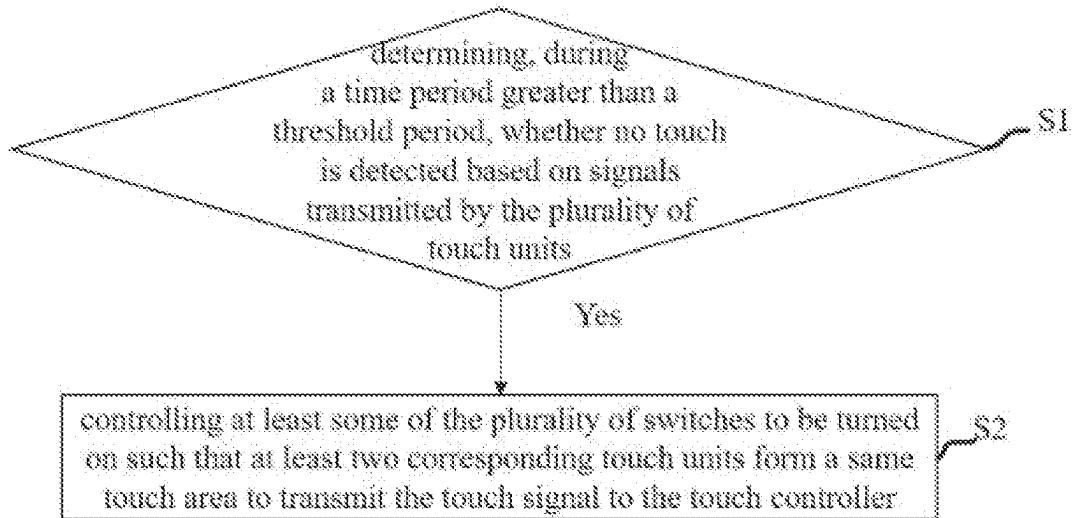 determining, during
a time period greater than a
threshold period, whether no touch
is detected based on signals
transmitted by the plurality of
touch units
S1
Yes
controlling at least some of the plurality of switches to be turned
on such that at least two corresponding touch units form a same
touch area to transmit the touch signal to the touch controller
S2